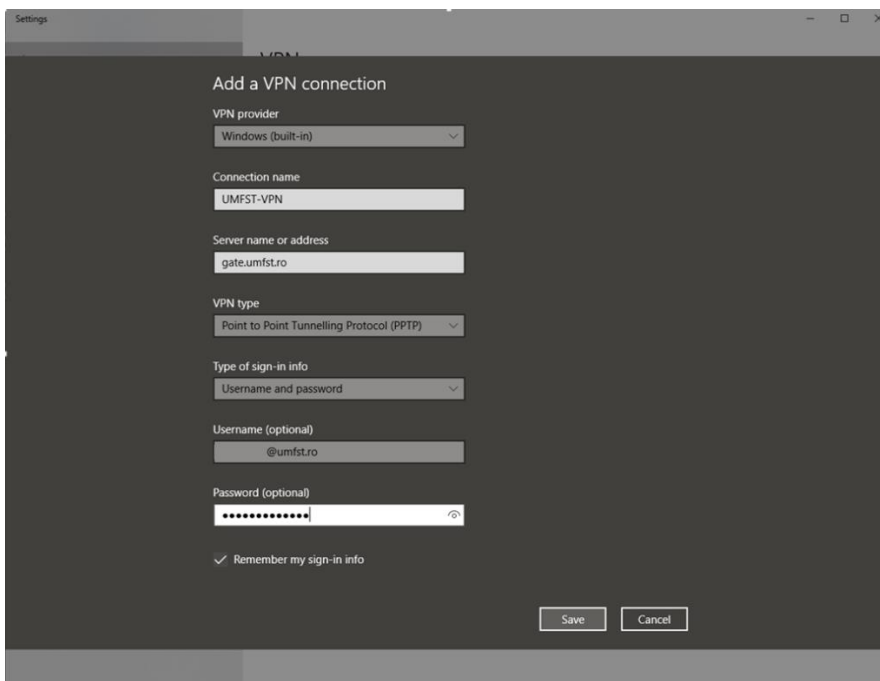 Settings
VPN
Add a VPN connection
VPN provider
Windows (built-in)
Connection name
UMFST-VPN
Server name or address
gate.umfst.ro
VPN type
Point to Point Tunnelling Protocol (PPTP)
Type of sign-in info
Username and password
Username (optional)
@umfst.ro
Password (optional)
•••••••••••••
Remember my sign-in info
Save Cancel